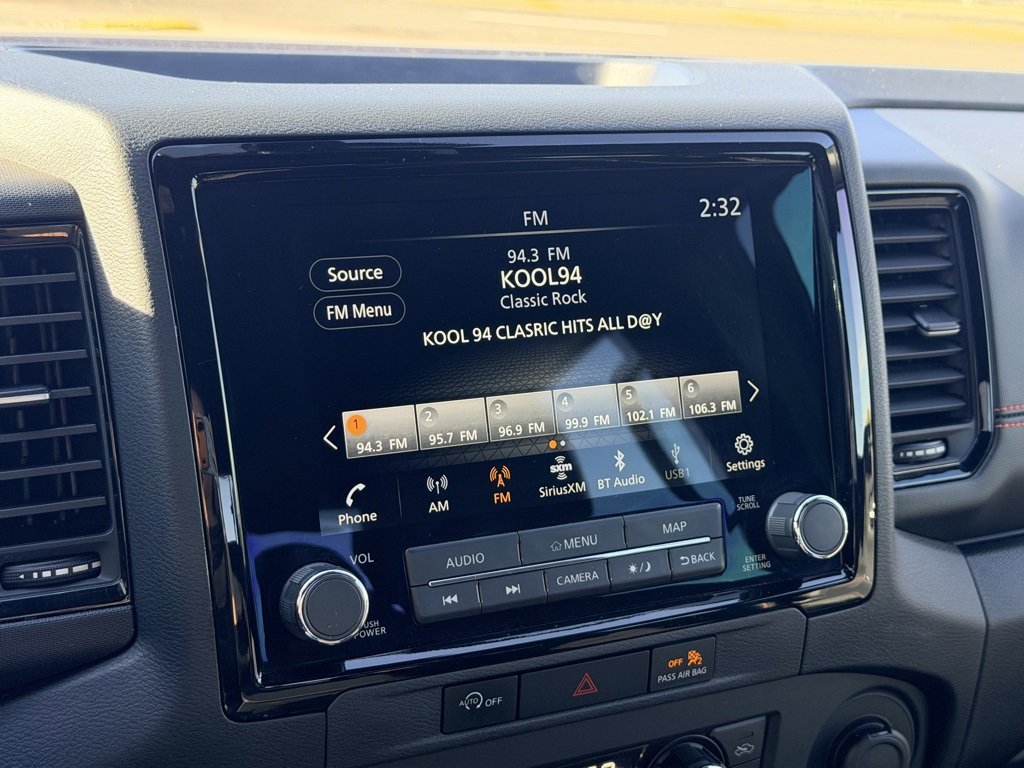 FM
2:32
94.3 FM
KOOL94
Classic Rock
KOOL 94 CLASRIC HITS ALL D@Y
Source
FM Menu
1
94.3 FM
2
95.7 FM
3
96.9 FM
4
99.9 FM
5
102.1 FM
6
106.3 FM
Phone
AM
FM
sxm
SiriusXM
BT Audio
USB1
Settings
VOL
PUSH
POWER
AUDIO
MENU
MAP
CAMERA
BACK
TUNE
SCROLL
ENTER
SETTING
AUTO OFF
OFF
PASS AIR BAG